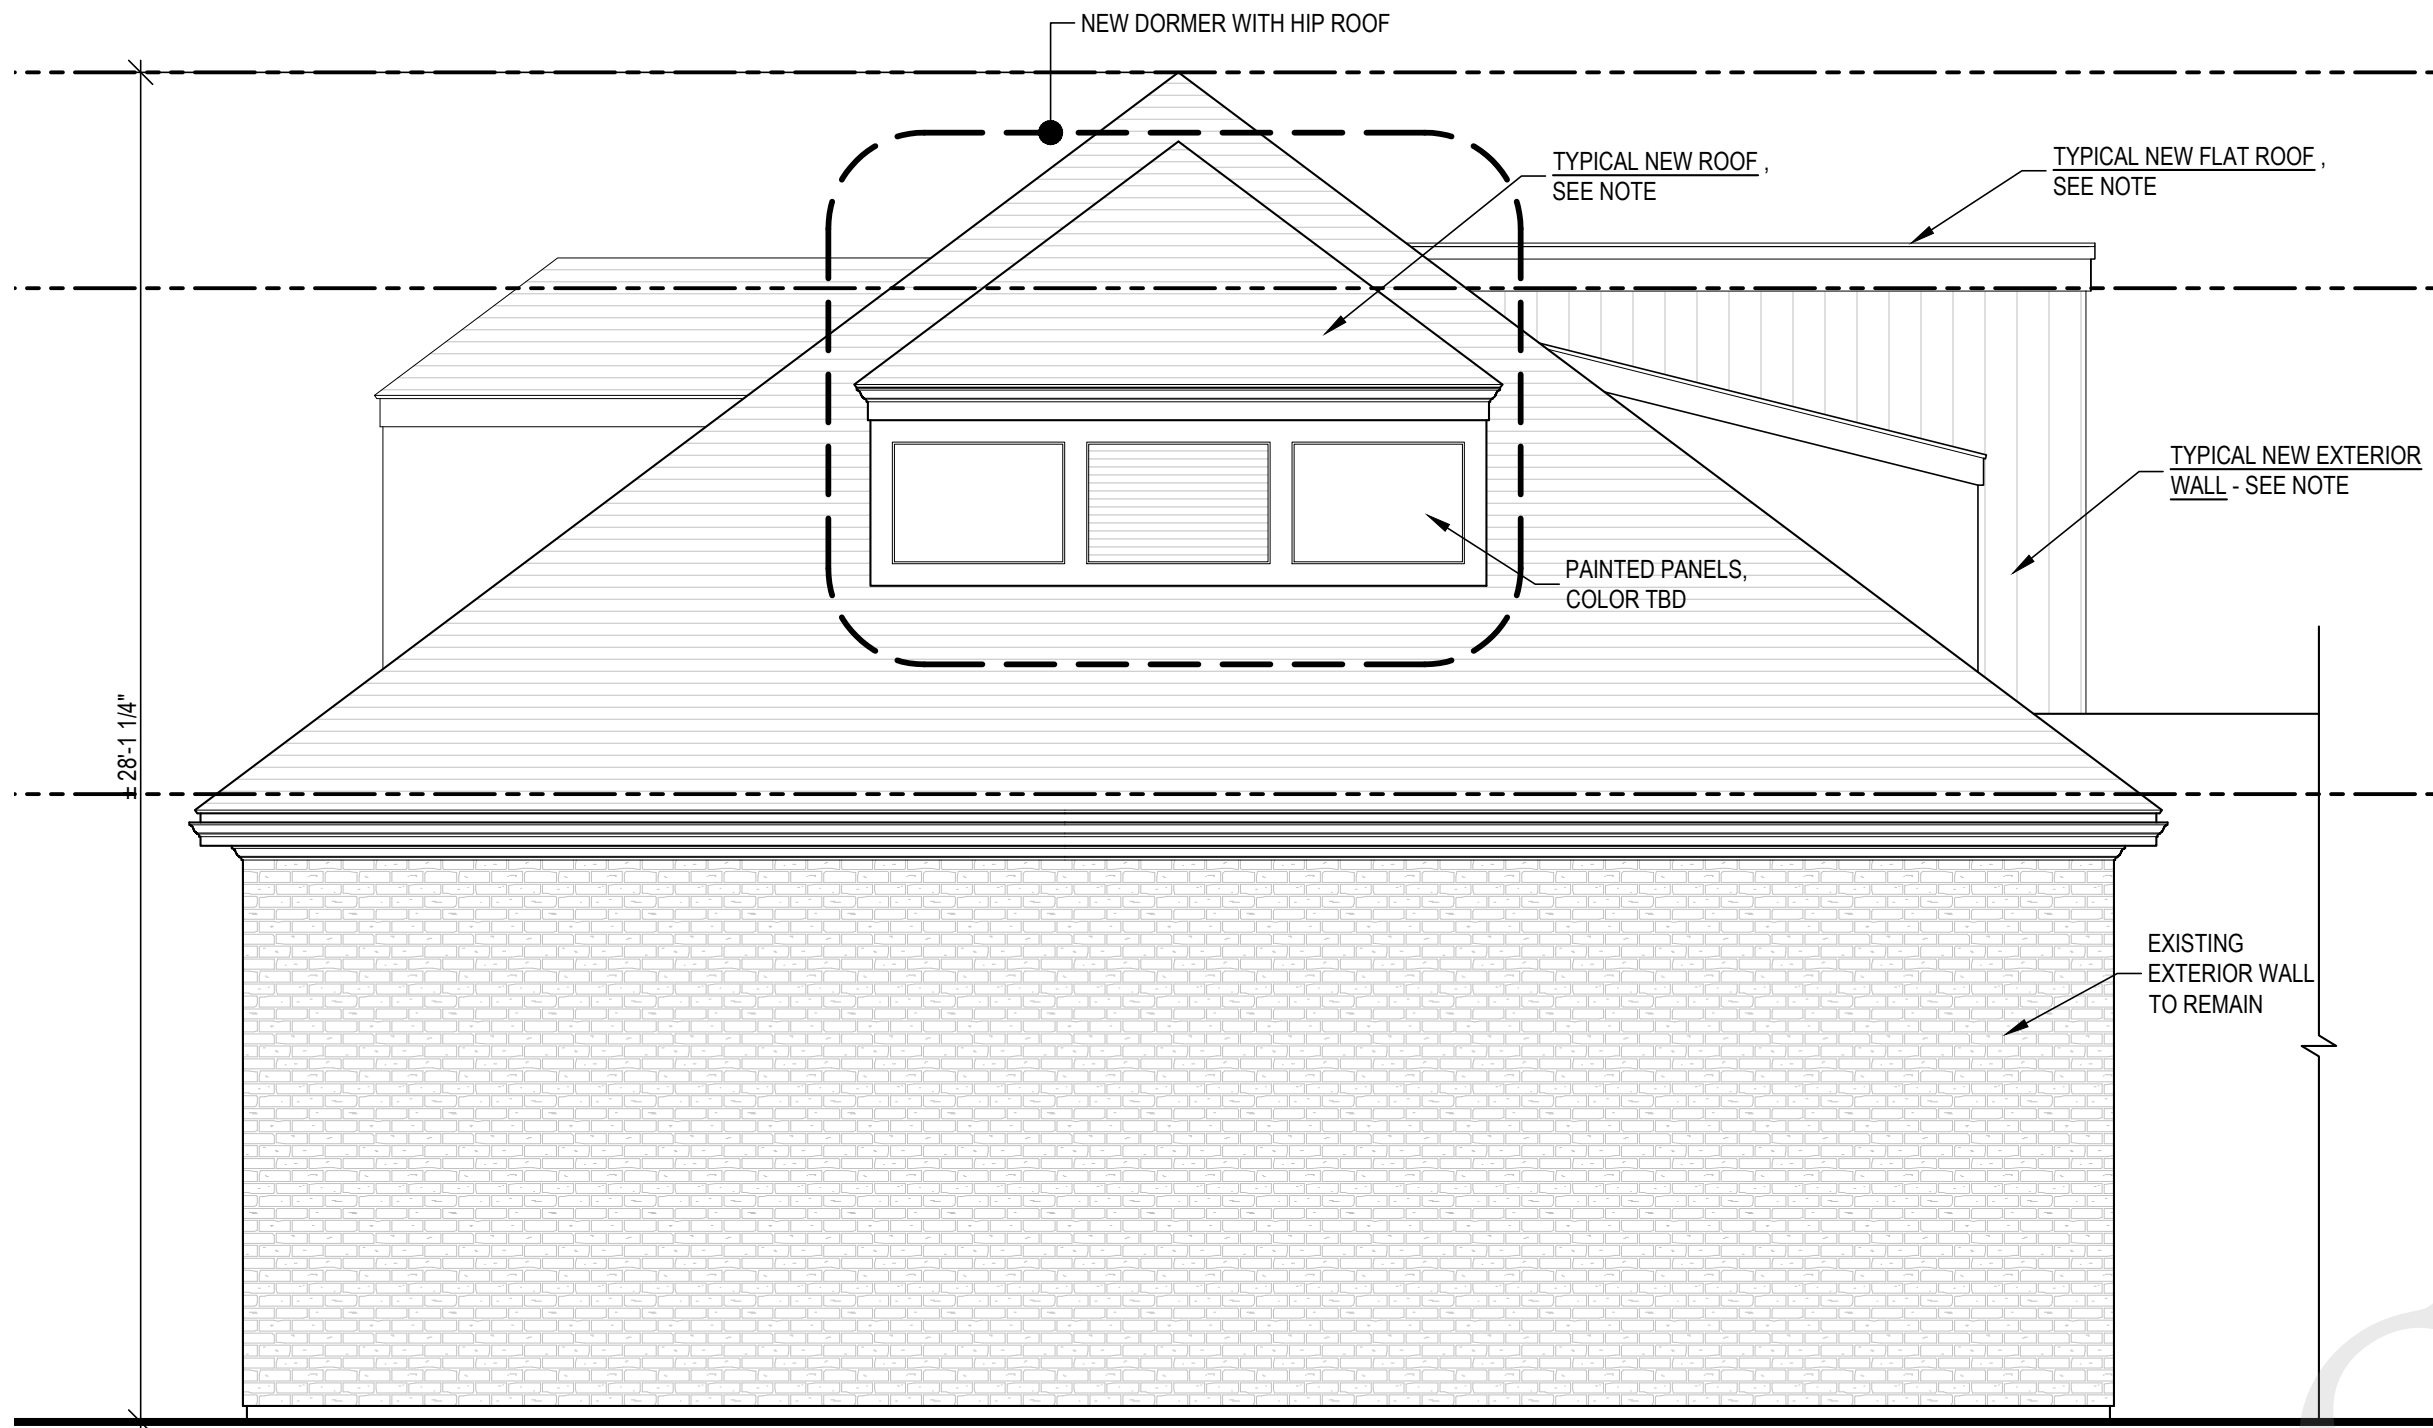 NEW DORMER WITH HIP ROOF
TYPICAL NEW ROOF ,
SEE NOTE
TYPICAL NEW FLAT ROOF ,
SEE NOTE
TYPICAL NEW EXTERIOR
WALL - SEE NOTE
PAINTED PANELS,
COLOR TBD
± 28'-1 1/4"
EXISTING
EXTERIOR WALL
TO REMAIN